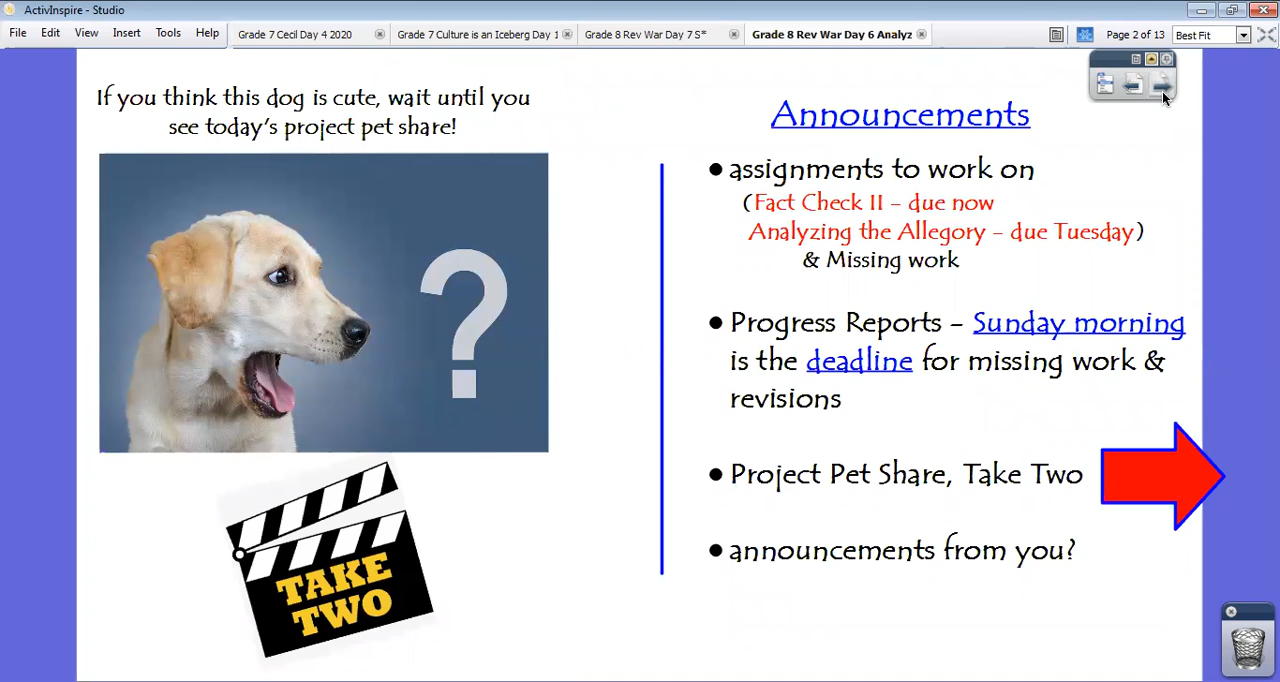 ActivInspire - Studio
File Edit View Insert Tools Help
Grade 7 Cecil Day 4 2020
Grade 7 Culture is an Iceberg Day 1
Grade 8 Rev War Day 7 S*
Grade 8 Rev War Day 6 Analyz
Page 2 of 13
Best Fit
If you think this dog is cute, wait until you
see today's project pet share!
?
TAKE
TWO
Announcements
• assignments to work on
(Fact Check II - due now
Analyzing the Allegory - due Tuesday)
& Missing work
• Progress Reports - Sunday morning
is the deadline for missing work &
revisions
• Project Pet Share, Take Two
• announcements from you?